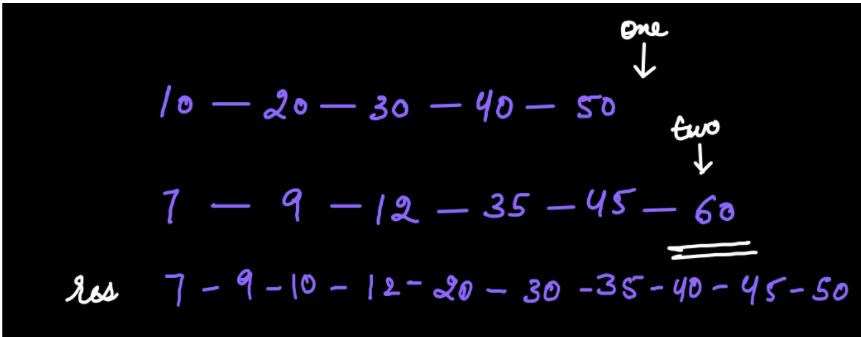 one
10 — 20 — 30 — 40 — 50
two
7 — 9 — 12 — 35 — 45 — 60
res 7 - 9 - 10 - 12 - 20 - 30 - 35 - 40 - 45 - 50